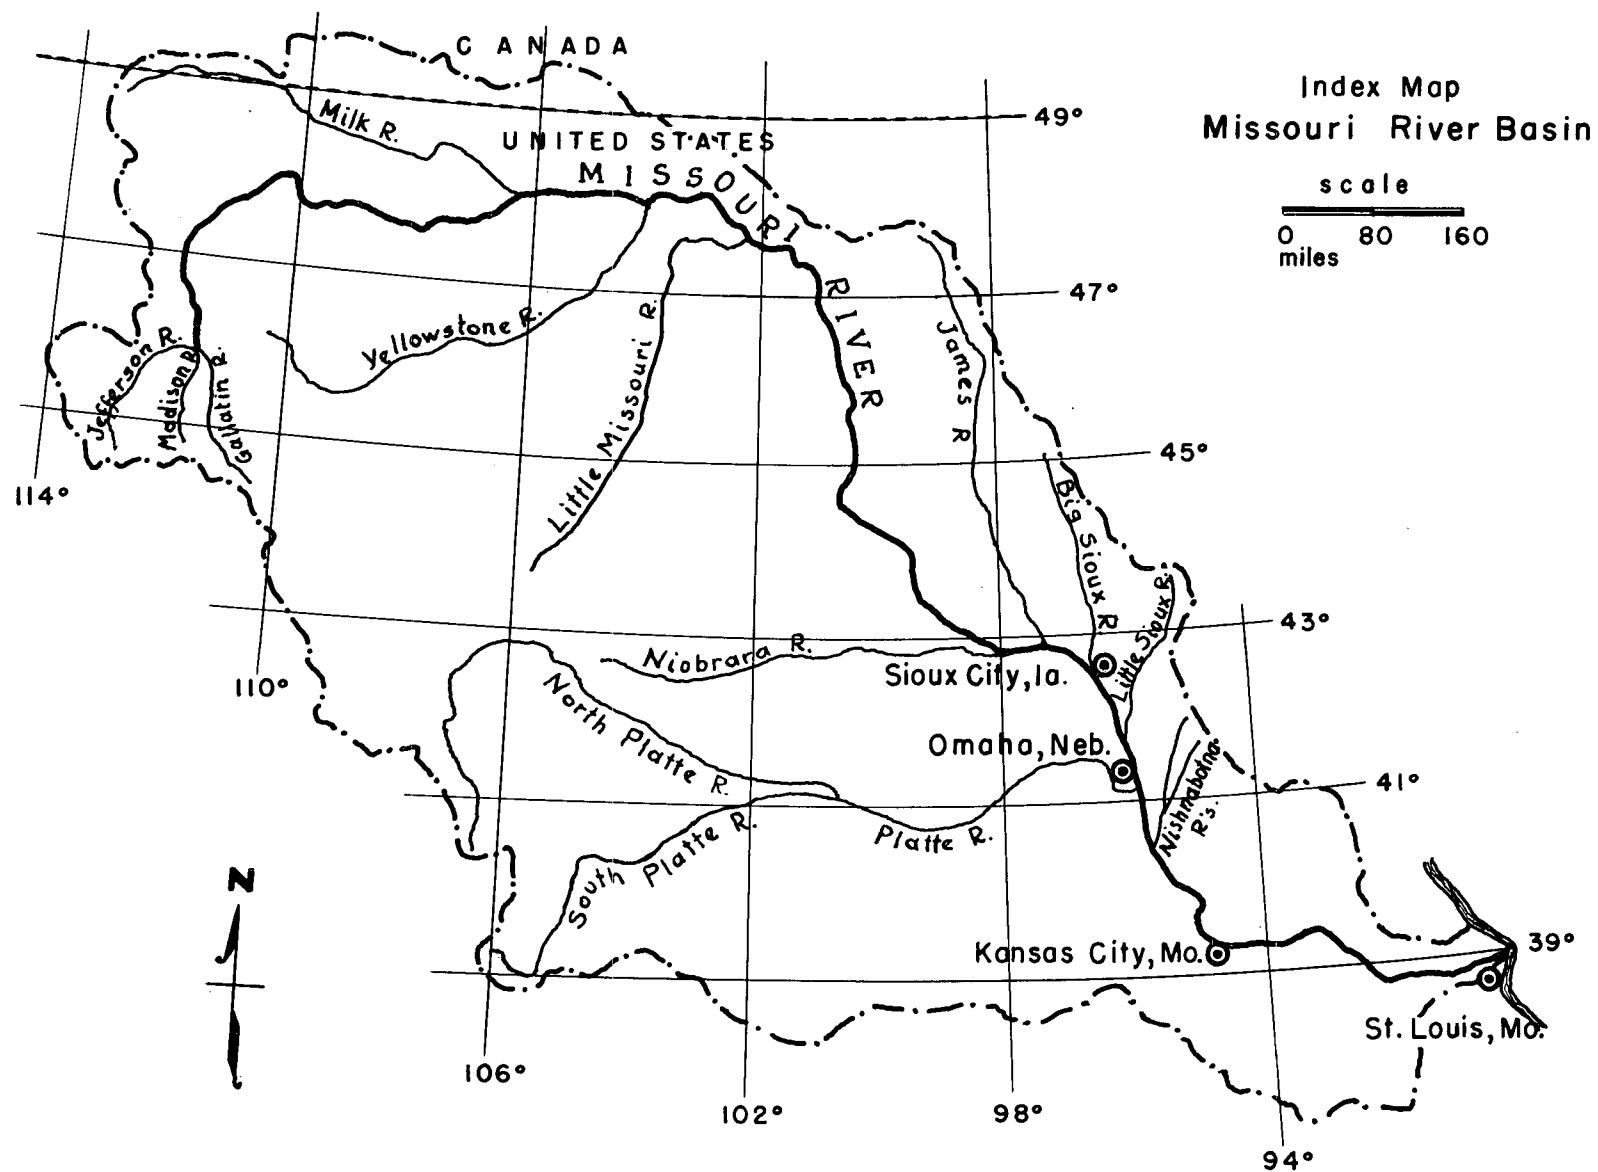 CANADA
Index Map
Missouri River Basin
scale
0 80 160
miles
49°
Milk R.
UNITED STATES
MISSOURI
RIVER
47°
Yellowstone R.
Little Missouri R.
James R
Jefferson R.
Madison R.
Gallatin R.
45°
114°
Big Sioux R
Little Sioux R.
43°
Niobrara R.
Sioux City, Ia.
110°
North Platte R.
Omaha, Neb.
41°
Nishnabotna
R's.
Platte R.
South Platte R.
N
Kansas City, Mo.
39°
St. Louis, Mo.
106°
102°
98°
94°